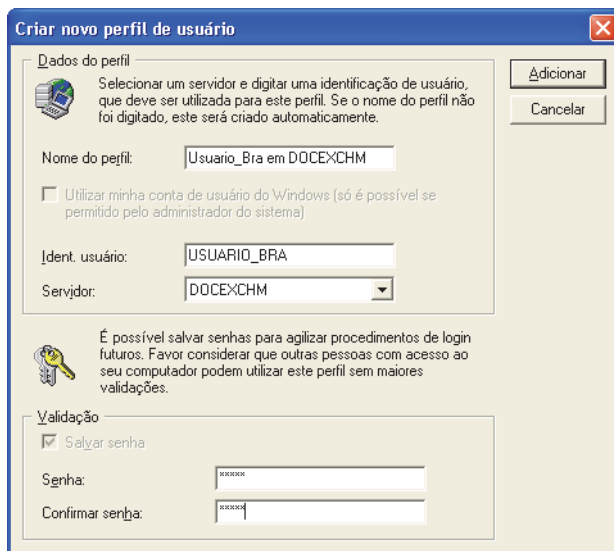 Criar novo perfil de usuário
Dados do perfil
Selecionar um servidor e digitar uma identificação de usuário,
que deve ser utilizada para este perfil. Se o nome do perfil não
foi digitado, este será criado automaticamente.
Adicionar
Cancelar
Nome do perfil:
Usuario_Bra em DOCEXCHM
Utilizar minha conta de usuário do Windows (só é possível se
permitido pelo administrador do sistema)
Ident. usuário:
USUARIO_BRA
Servidor:
DOCEXCHM
É possível salvar senhas para agilizar procedimentos de login
futuros. Favor considerar que outras pessoas com acesso ao
seu computador podem utilizar este perfil sem maiores
validações.
Validação
Salvar senha
Senha:
*****
Confirmar senha:
*****